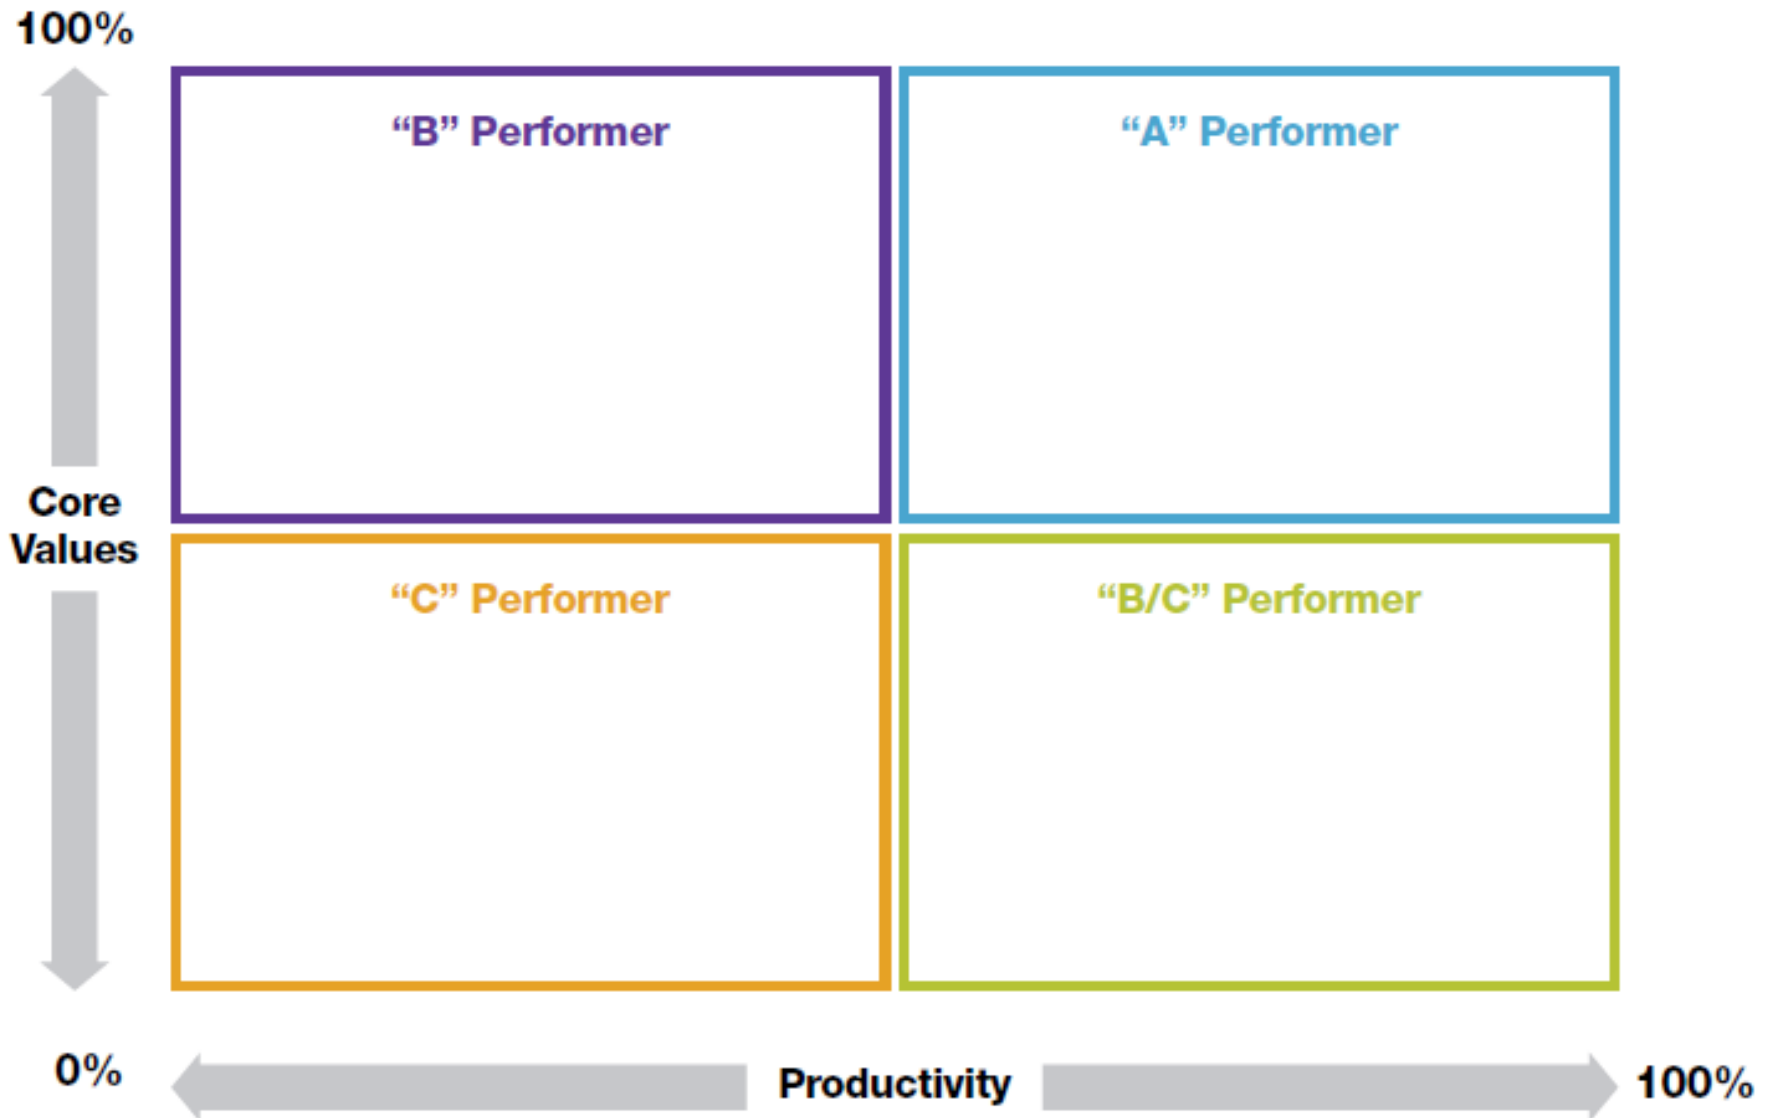 100%
“B” Performer
“A” Performer
Core
Values
“C” Performer
“B/C” Performer
0%
Productivity
100%